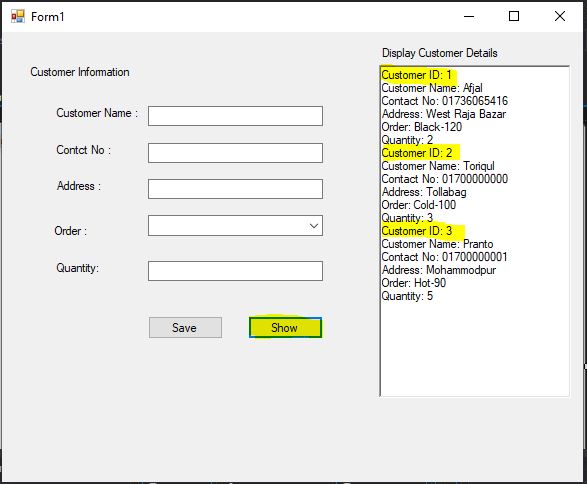 Form1
Display Customer Details
Customer Information
Customer Name :
Contct No :
Address :
Order :
Quantity:
Save
Show
Customer ID: 1
Customer Name: Afjal
Contact No: 01736065416
Address: West Raja Bazar
Order: Black-120
Quantity: 2
Customer ID: 2
Customer Name: Toriqul
Contact No: 01700000000
Address: Tollabag
Order: Cold-100
Quantity: 3
Customer ID: 3
Customer Name: Pranto
Contact No: 01700000001
Address: Mohammodpur
Order: Hot-90
Quantity: 5